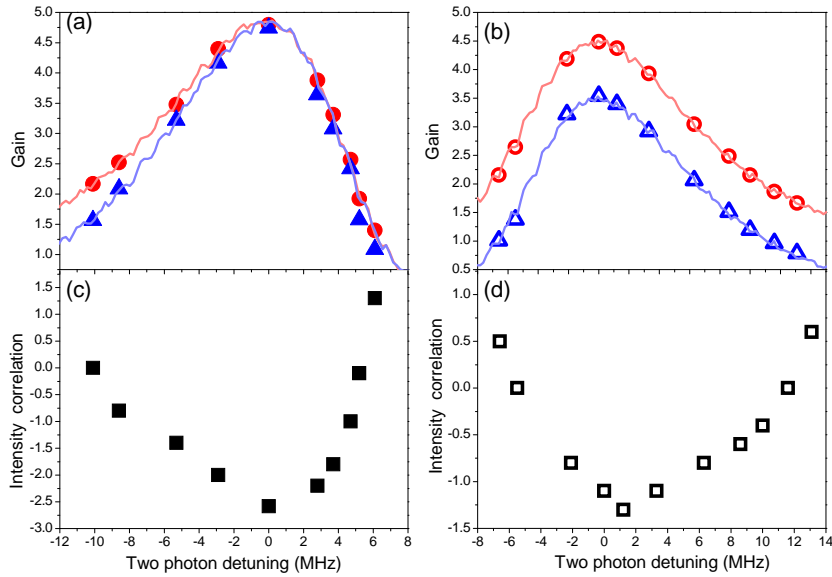 (a)
5.0
4.5
4.0
3.5
3.0
2.5
2.0
1.5
1.0
Gain
(b)
5.0
4.5
4.0
3.5
3.0
2.5
2.0
1.5
1.0
0.5
Gain
(c)
1.5
1.0
0.5
0.0
-0.5
-1.0
-1.5
-2.0
-2.5
-3.0
Intensity correlation
-12 -10 -8 -6 -4 -2 0 2 4 6 8
Two photon detuning (MHz)
(d)
1.0
0.5
0.0
-0.5
-1.0
-1.5
Intensity correlation
-8 -6 -4 -2 0 2 4 6 8 10 12 14
Two photon detuning (MHz)